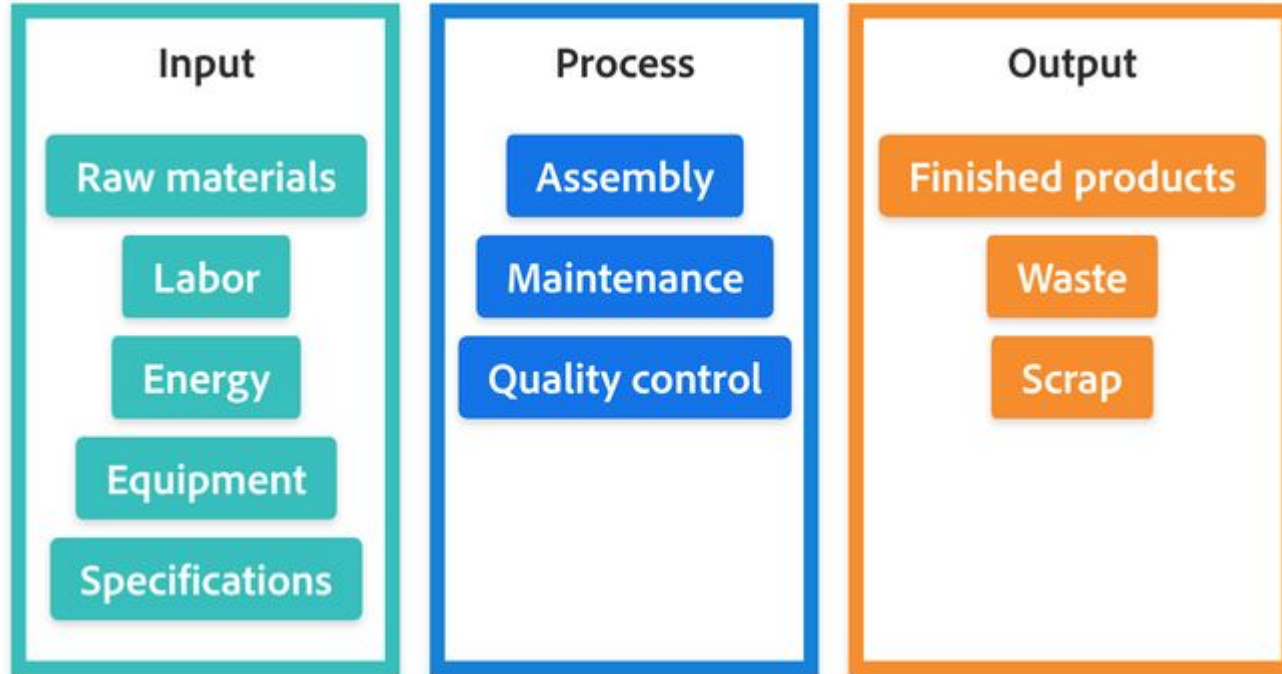 Input
Raw materials
Labor
Energy
Equipment
Specifications
Process
Assembly
Maintenance
Quality control
Output
Finished products
Waste
Scrap